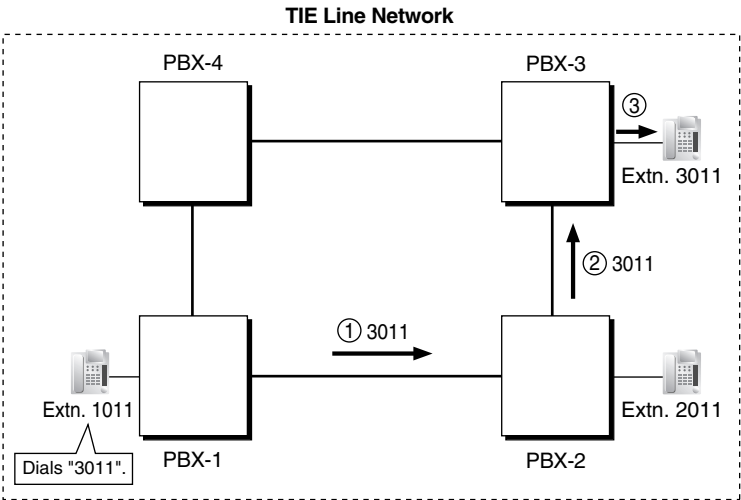 TIE Line Network
PBX-4
PBX-3
③
Extn. 3011
② 3011
① 3011
Extn. 1011
Extn. 2011
Dials "3011".
PBX-1
PBX-2